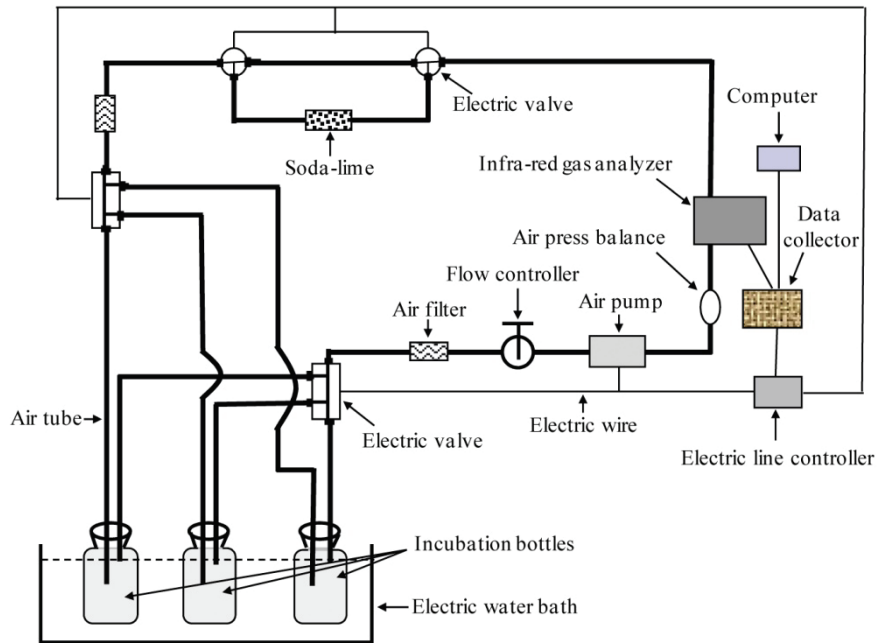 Electric valve
Computer
Soda-lime
Infra-red gas analyzer
Data
collector
Air press balance
Flow controller
Air pump
Air filter
Air tube
Electric valve
Electric wire
Electric line controller
Incubation bottles
Electric water bath